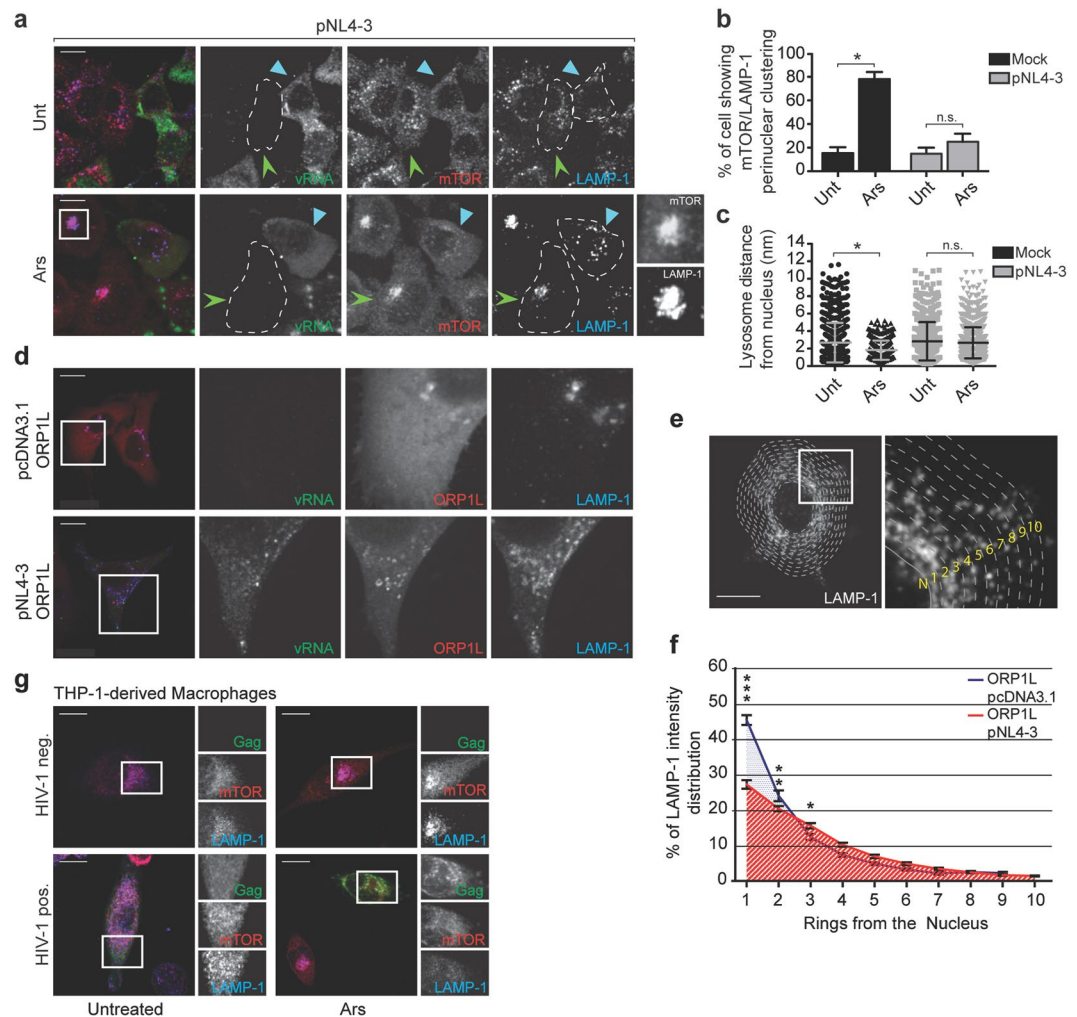 a
pNL4-3
Unt
vRNA
mTOR
LAMP-1
Ars
vRNA
mTOR
LAMP-1
mTOR
LAMP-1
b
% of cell showing
mTOR/LAMP-1
perinuclear clustering
100
80
60
40
20
0
*
n.s.
Mock
pNL4-3
Unt
Ars
Unt
Ars
c
Lysosome distance
from nucleus (nm)
14
12
10
8
6
4
2
0
*
n.s.
Mock
pNL4-3
Unt
Ars
Unt
Ars
d
pcDNA3.1
ORP1L
vRNA
ORP1L
LAMP-1
pNL4-3
ORP1L
vRNA
ORP1L
LAMP-1
e
LAMP-1
N 1 2 3 4 5 6 7 8 9 10
f
% of LAMP-1 intensity
distribution
60
50
40
30
20
10
0
***
**
*
ORP1L
pcDNA3.1
ORP1L
pNL4-3
1 2 3 4 5 6 7 8 9 10
Rings from the Nucleus
g
THP-1-derived Macrophages
HIV-1 neg.
Gag
mTOR
LAMP-1
Gag
mTOR
LAMP-1
HIV-1 pos.
Gag
mTOR
LAMP-1
Gag
mTOR
LAMP-1
Untreated
Ars